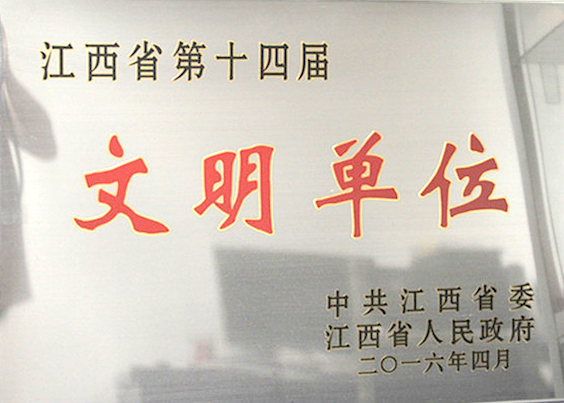 江西省第十四届
文明单位
中共江西省委
江西省人民政府
二〇一六年四月